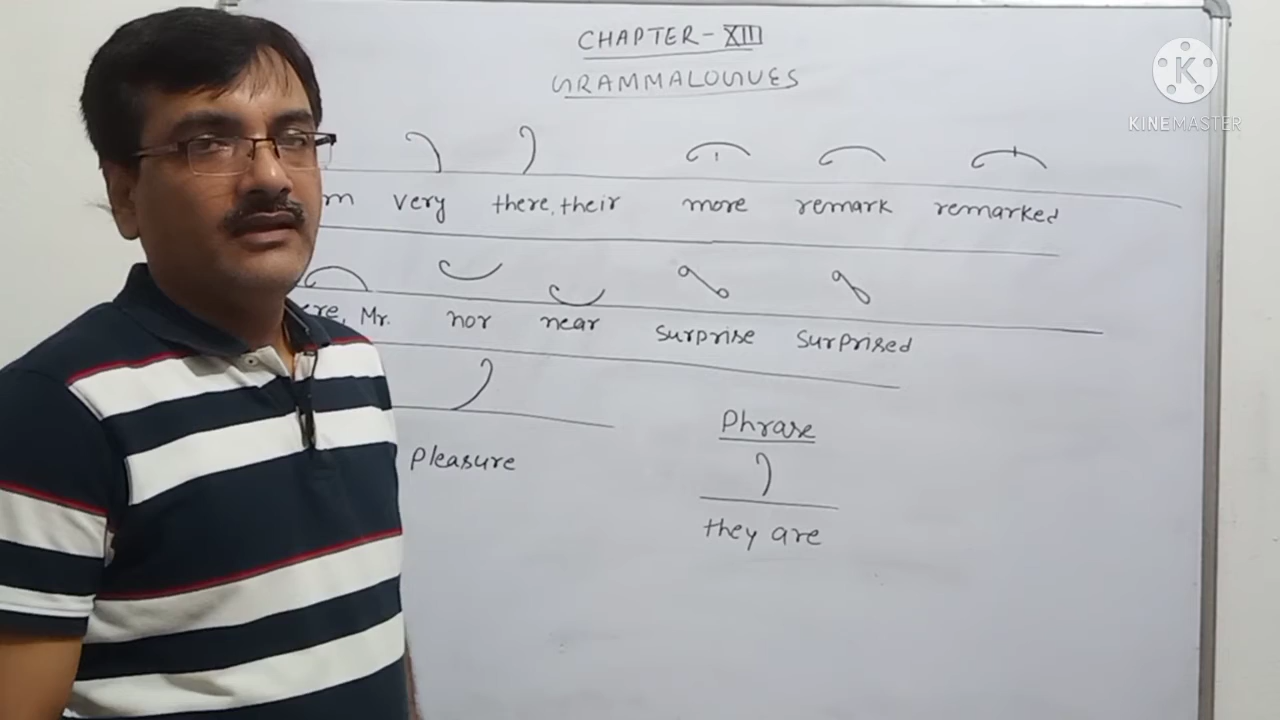 CHAPTER-XIII
GRAMMALOGUES
K
KINEMASTER
very there, their more remark remarked
Mr. nor near surprise surprised
Phrase
Pleasure
they are